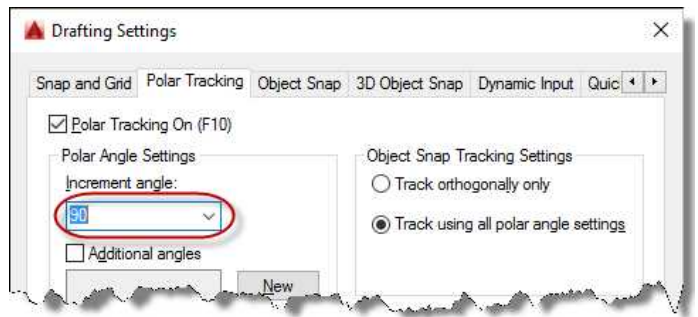 Drafting Settings
Snap and Grid Polar Tracking Object Snap 3D Object Snap Dynamic Input Quic
Polar Tracking On (F10)
Polar Angle Settings
Increment angle:
90
Additional angles
New
Object Snap Tracking Settings
Track orthogonally only
Track using all polar angle settings